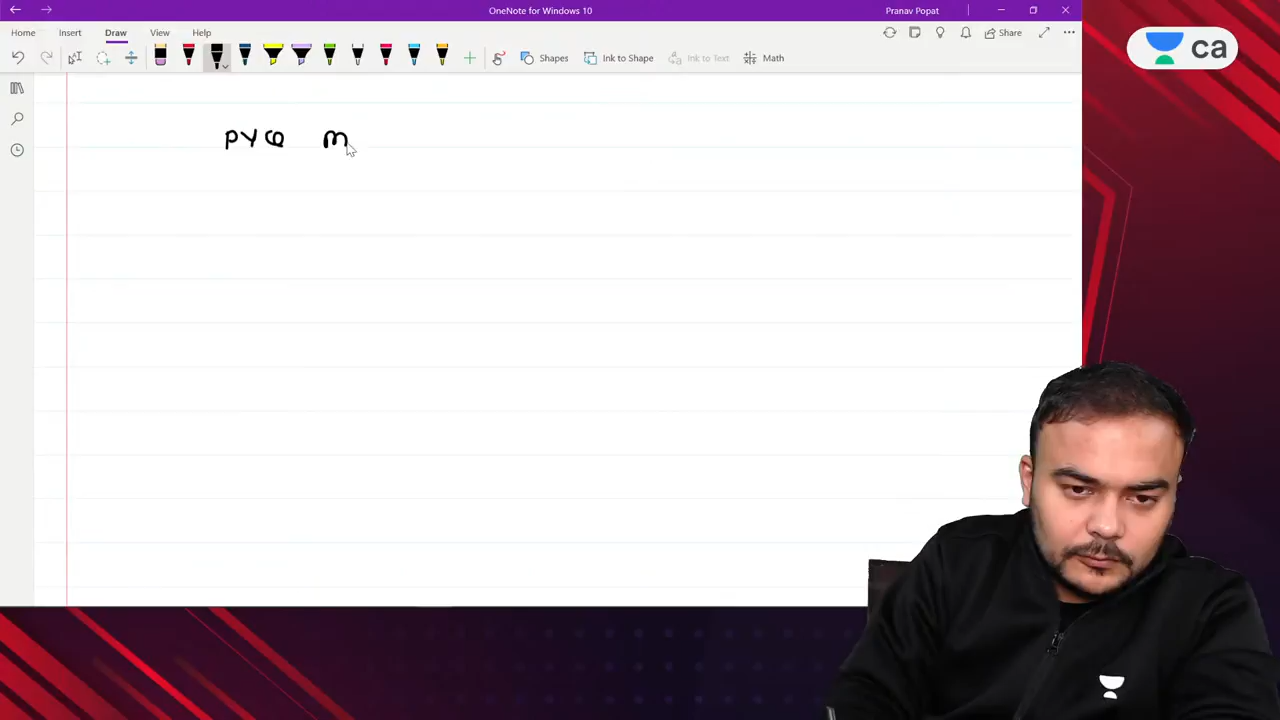 OneNote for Windows 10
Pranav Popat
Home Insert Draw View Help
Share
Shapes Ink to Shape Ink to Text Math
ca
PYQ m